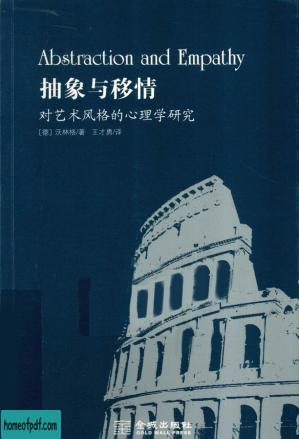 Abstraction and Empathy
抽象与移情
对艺术风格的心理学研究
[德] 沃林格/著 王才勇/译
金城出版社
GOLD WALL PRESS
homeofpdf.com